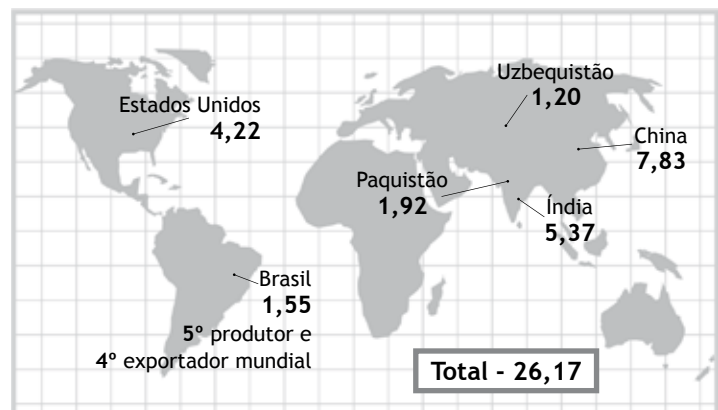 Uzbequistão
1,20
Estados Unidos
4,22
China
7,83
Paquistão
1,92
Índia
5,37
Brasil
1,55
5º produtor e
4º exportador mundial
Total - 26,17